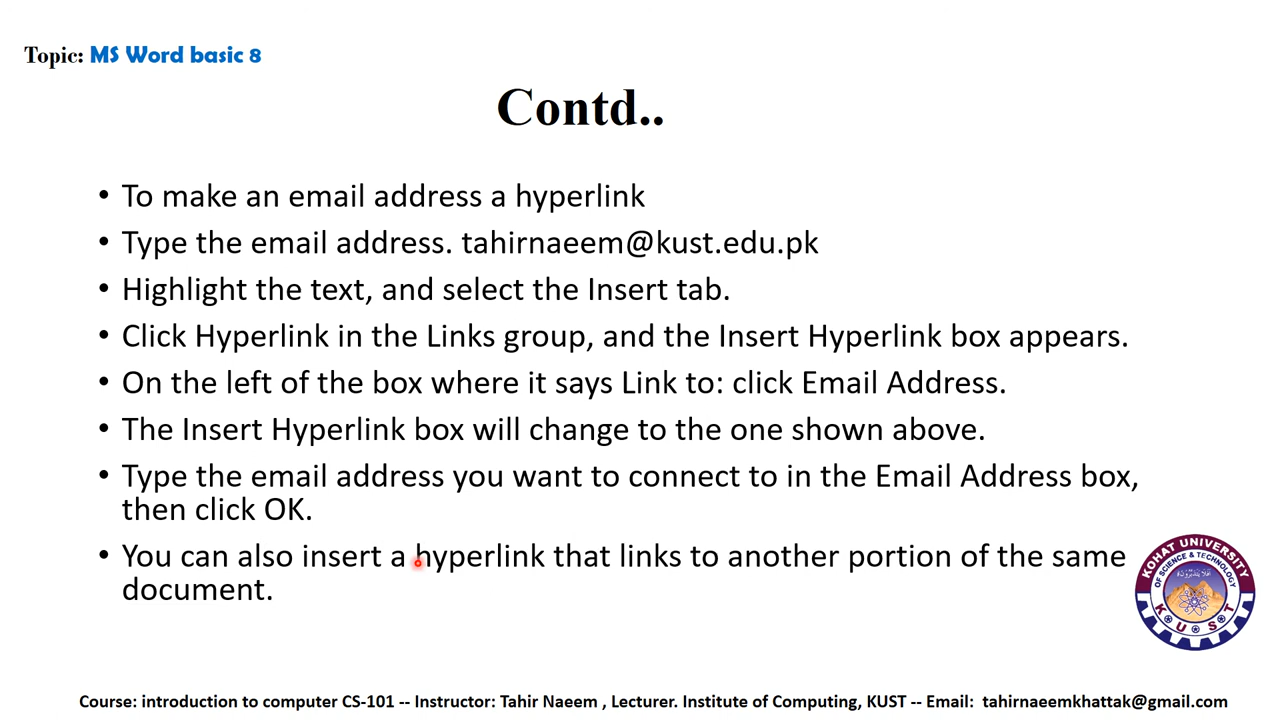 Topic: MS Word basic 8
Contd..
• To make an email address a hyperlink
• Type the email address. tahirnaeem@kust.edu.pk
• Highlight the text, and select the Insert tab.
• Click Hyperlink in the Links group, and the Insert Hyperlink box appears.
• On the left of the box where it says Link to: click Email Address.
• The Insert Hyperlink box will change to the one shown above.
• Type the email address you want to connect to in the Email Address box,
then click OK.
• You can also insert a hyperlink that links to another portion of the same
document.
KOHAT UNIVERSITY
OF SCIENCE & TECHNOLOGY
K U S T
Course: introduction to computer CS-101 -- Instructor: Tahir Naeem , Lecturer. Institute of Computing, KUST -- Email: tahirnaeemkhattak@gmail.com